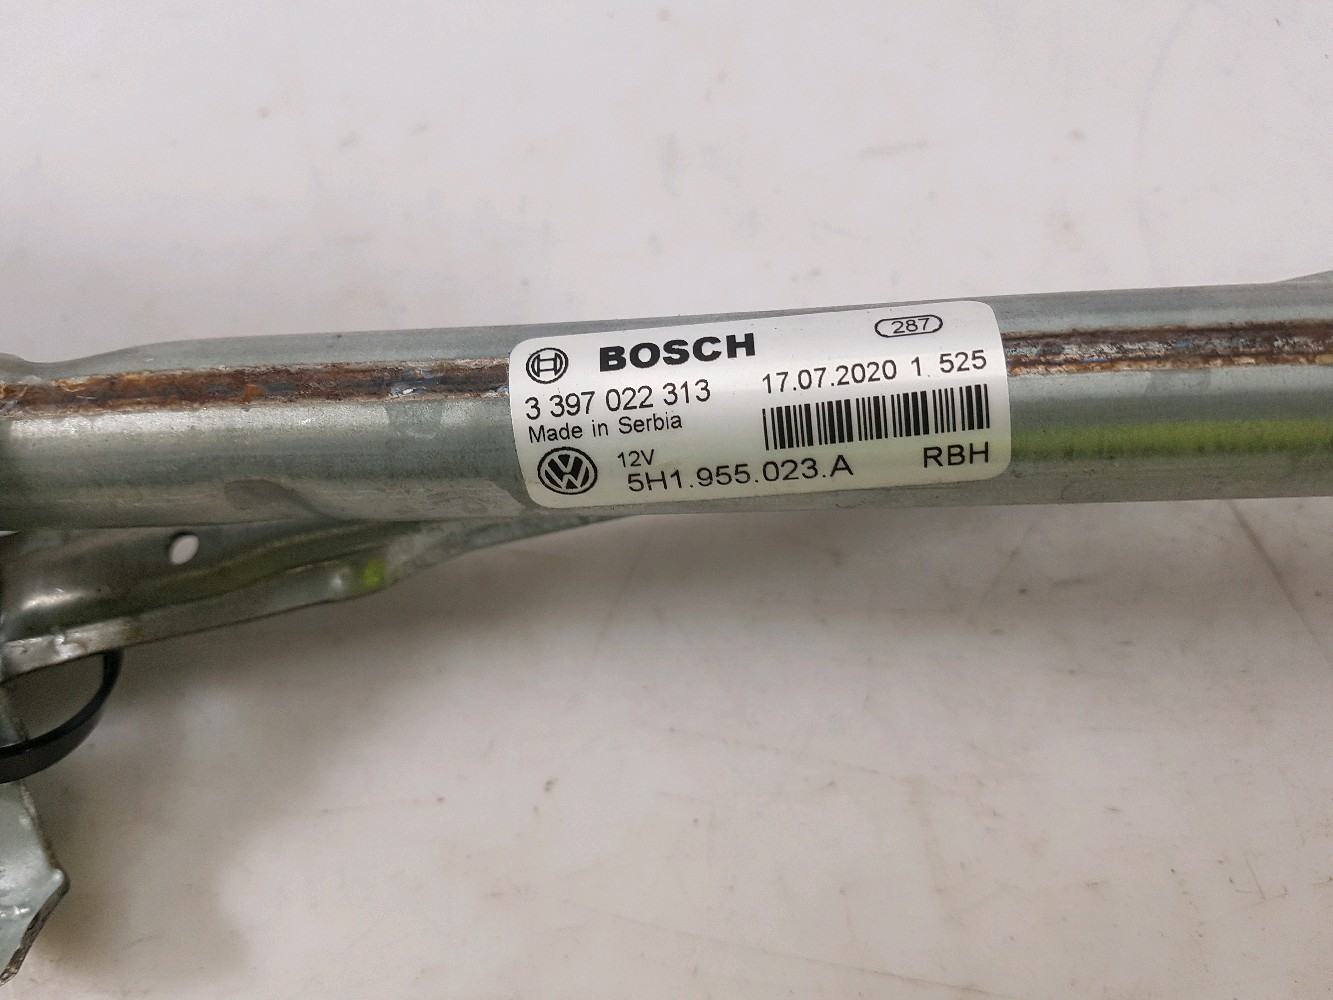 287
BOSCH
3 397 022 313 17.07.2020 1 525
Made in Serbia
12V
5H1.955.023.A RBH